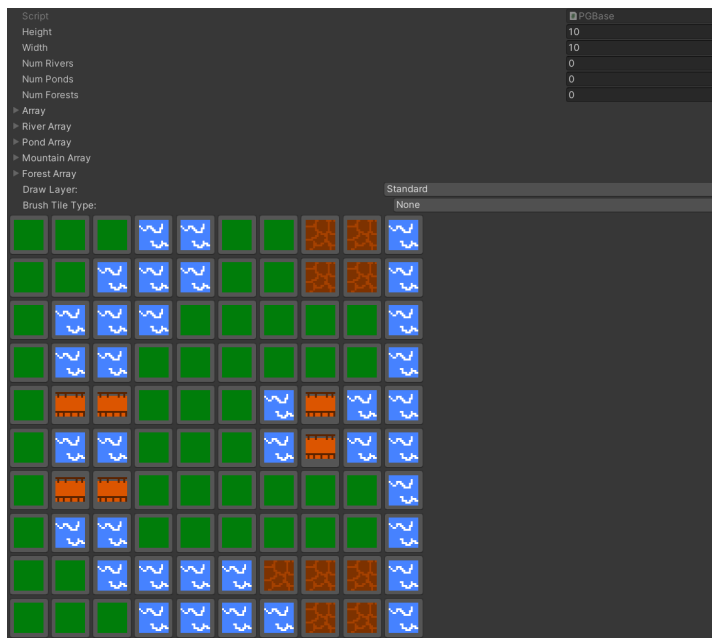 Script PGBase
Height 10
Width 10
Num Rivers 0
Num Ponds 0
Num Forests 0
Array
River Array
Pond Array
Mountain Array
Forest Array
Draw Layer: Standard
Brush Tile Type: None